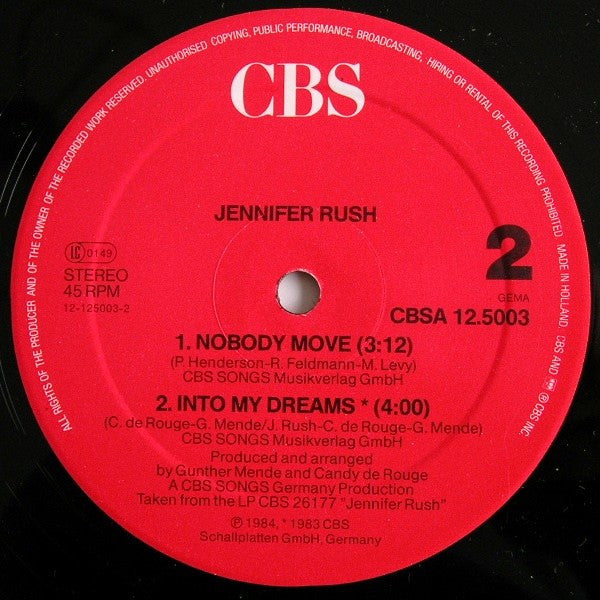 ALL RIGHTS OF THE PRODUCER AND OF THE OWNER OF THE RECORDED WORK RESERVED. UNAUTHORISED COPYING, PUBLIC PERFORMANCE, BROADCASTING, HIRING OR RENTAL OF THIS RECORDING PROHIBITED. MADE IN HOLLAND. CBS AND ℗ CBS INC.
CBS
JENNIFER RUSH
LC 0149
STEREO
45 RPM
12-125003-2
2
GEMA
CBSA 12.5003
1. NOBODY MOVE (3:12)
(P. Henderson-R. Feldmann-M. Levy)
CBS SONGS Musikverlag GmbH
2. INTO MY DREAMS * (4:00)
(C. de Rouge-G. Mende/J. Rush-C. de Rouge-G. Mende)
CBS SONGS Musikverlag GmbH
Produced and arranged
by Gunther Mende and Candy de Rouge
A CBS SONGS Germany Production
Taken from the LP CBS 26177 "Jennifer Rush"
℗ 1984, * 1983 CBS
Schallplatten GmbH, Germany